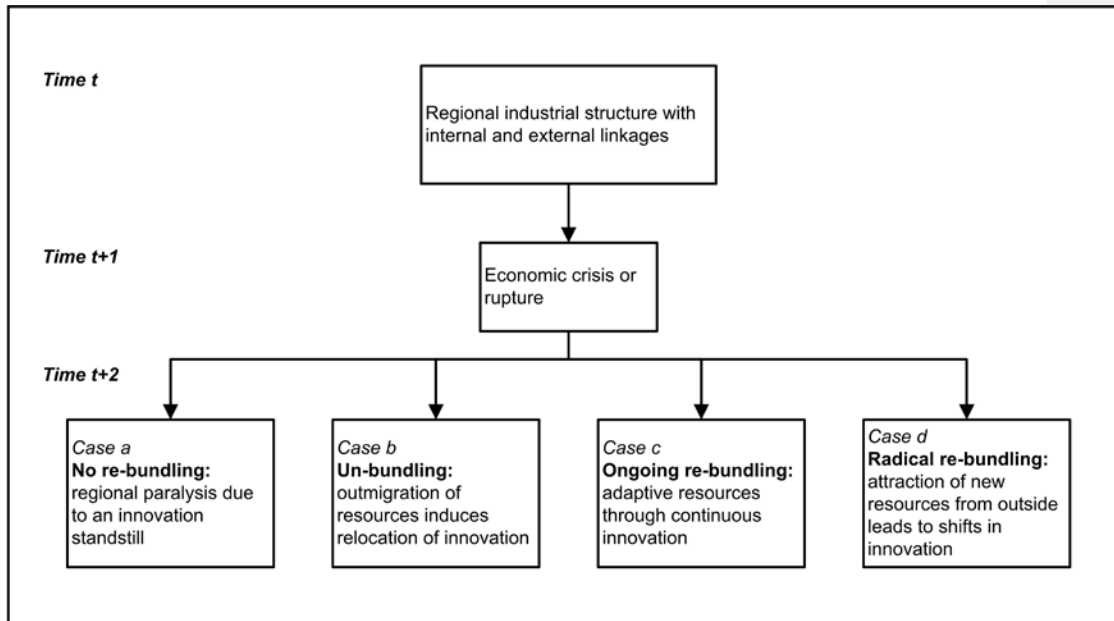 Time t
Regional industrial structure with
internal and external linkages
Time t+1
Economic crisis or
rupture
Time t+2
Case a
No re-bundling:
regional paralysis due
to an innovation
standstill
Case b
Un-bundling:
outmigration of
resources induces
relocation of innovation
Case c
Ongoing re-bundling:
adaptive resources
through continuous
innovation
Case d
Radical re-bundling:
attraction of new
resources from outside
leads to shifts in
innovation